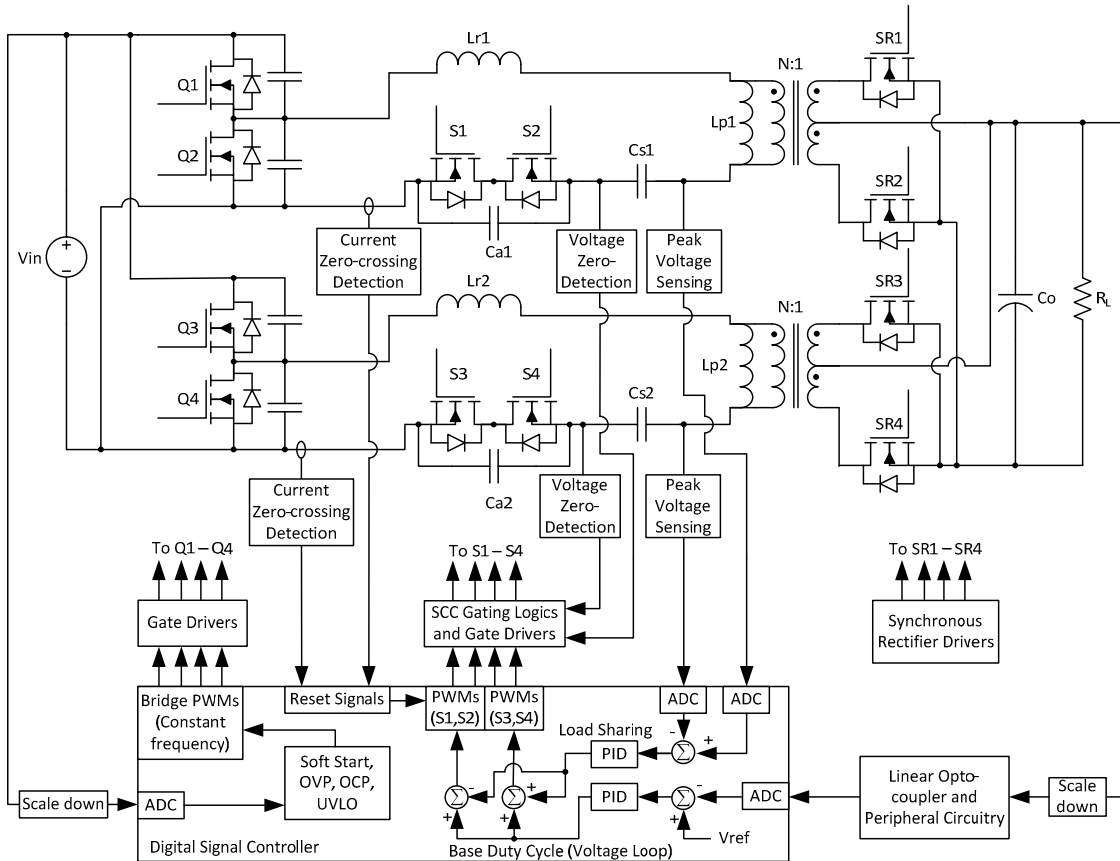 SR1
Lr1
N:1
Q1
S1
S2
Lp1
Cs1
Q2
SR2
Ca1
Current
Zero-crossing
Detection
Voltage
Zero-
Detection
Peak
Voltage
Sensing
Vin
+
−
SR3
Lr2
N:1
Co
RL
Q3
S3
S4
Lp2
Cs2
Q4
SR4
Ca2
Current
Zero-crossing
Detection
Voltage
Zero-
Detection
Peak
Voltage
Sensing
To Q1–Q4
To S1–S4
To SR1–SR4
Gate Drivers
SCC Gating Logics
and Gate Drivers
Synchronous
Rectifier Drivers
Bridge PWMs
(Constant
frequency)
Reset Signals
PWMs
(S1,S2)
PWMs
(S3,S4)
ADC
ADC
Load Sharing
-
+
PID
Σ
Soft Start,
OVP, OCP,
UVLO
Scale down
ADC
Σ
-
+
Σ
+
+
PID
Σ
-
+
ADC
Linear Opto-
coupler and
Peripheral Circuitry
Scale
down
Vref
Digital Signal Controller
Base Duty Cycle (Voltage Loop)